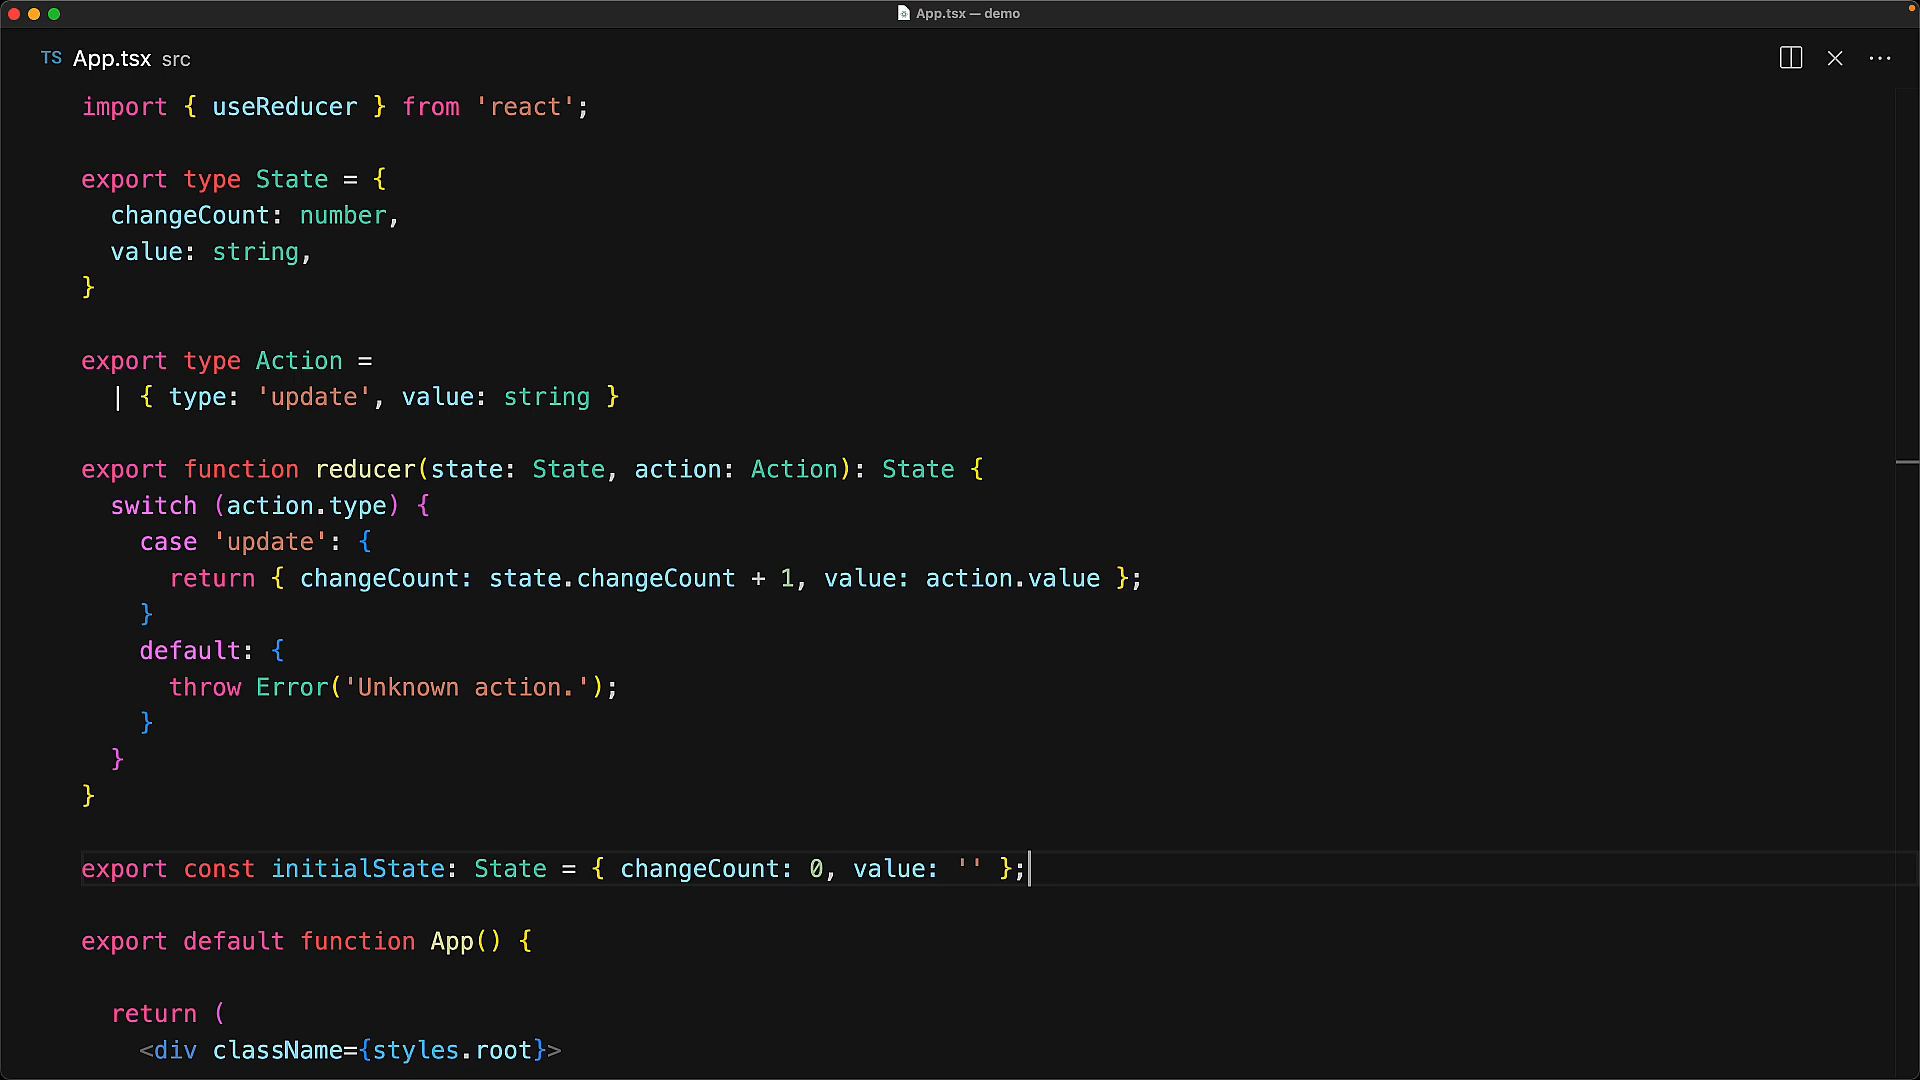 App.tsx — demo
TS App.tsx src
import { useReducer } from 'react';
export type State = {
  changeCount: number,
  value: string,
}
export type Action =
  | { type: 'update', value: string }
export function reducer(state: State, action: Action): State {
  switch (action.type) {
    case 'update': {
      return { changeCount: state.changeCount + 1, value: action.value };
    }
    default: {
      throw Error('Unknown action.');
    }
  }
}
export const initialState: State = { changeCount: 0, value: '' };
export default function App() {
  return (
    <div className={styles.root}>